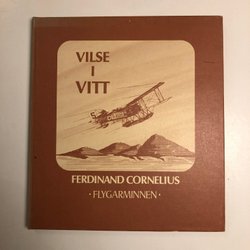 VILSE
I
VITT
FERDINAND CORNELIUS
· FLYGARMINNEN ·